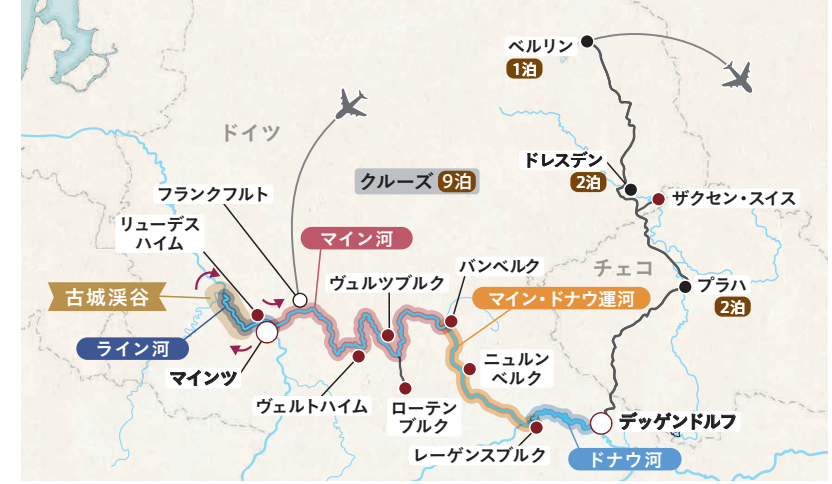 ベルリン
1泊
ドイツ
ドレスデン
2泊
ザクセン・スイス
クルーズ 9泊
フランクフルト
リューデス
ハイム
マイン河
チェコ
バンベルク
ヴュルツブルク
プラハ
2泊
古城渓谷
マイン・ドナウ運河
ライン河
マインツ
ニュルン
ベルク
ヴェルトハイム
ローテン
ブルク
デッゲンドルフ
レーゲンスブルク
ドナウ河